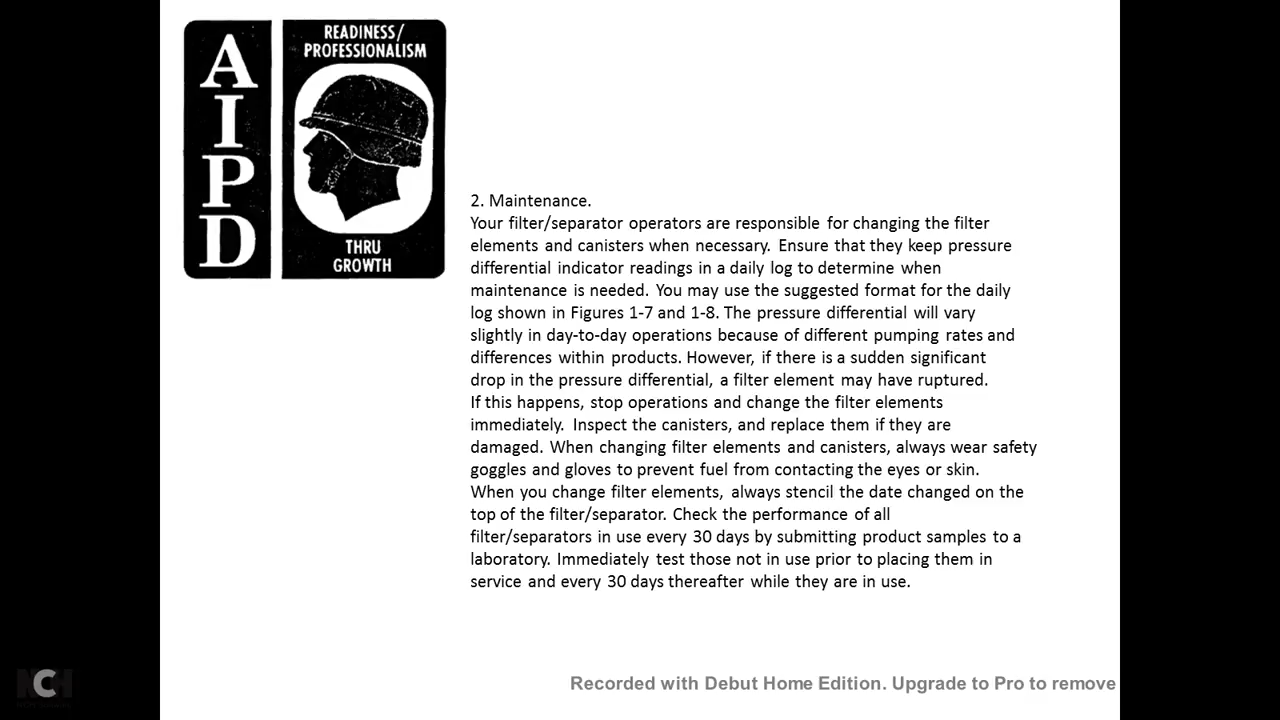 A
I
P
D
READINESS/
PROFESSIONALISM
THRU
GROWTH
2. Maintenance.
Your filter/separator operators are responsible for changing the filter
elements and canisters when necessary. Ensure that they keep pressure
differential indicator readings in a daily log to determine when
maintenance is needed. You may use the suggested format for the daily
log shown in Figures 1-7 and 1-8. The pressure differential will vary
slightly in day-to-day operations because of different pumping rates and
differences within products. However, if there is a sudden significant
drop in the pressure differential, a filter element may have ruptured.
If this happens, stop operations and change the filter elements
immediately. Inspect the canisters, and replace them if they are
damaged. When changing filter elements and canisters, always wear safety
goggles and gloves to prevent fuel from contacting the eyes or skin.
When you change filter elements, always stencil the date changed on the
top of the filter/separator. Check the performance of all
filter/separators in use every 30 days by submitting product samples to a
laboratory. Immediately test those not in use prior to placing them in
service and every 30 days thereafter while they are in use.
NCH
Recorded with Debut Home Edition. Upgrade to Pro to remove